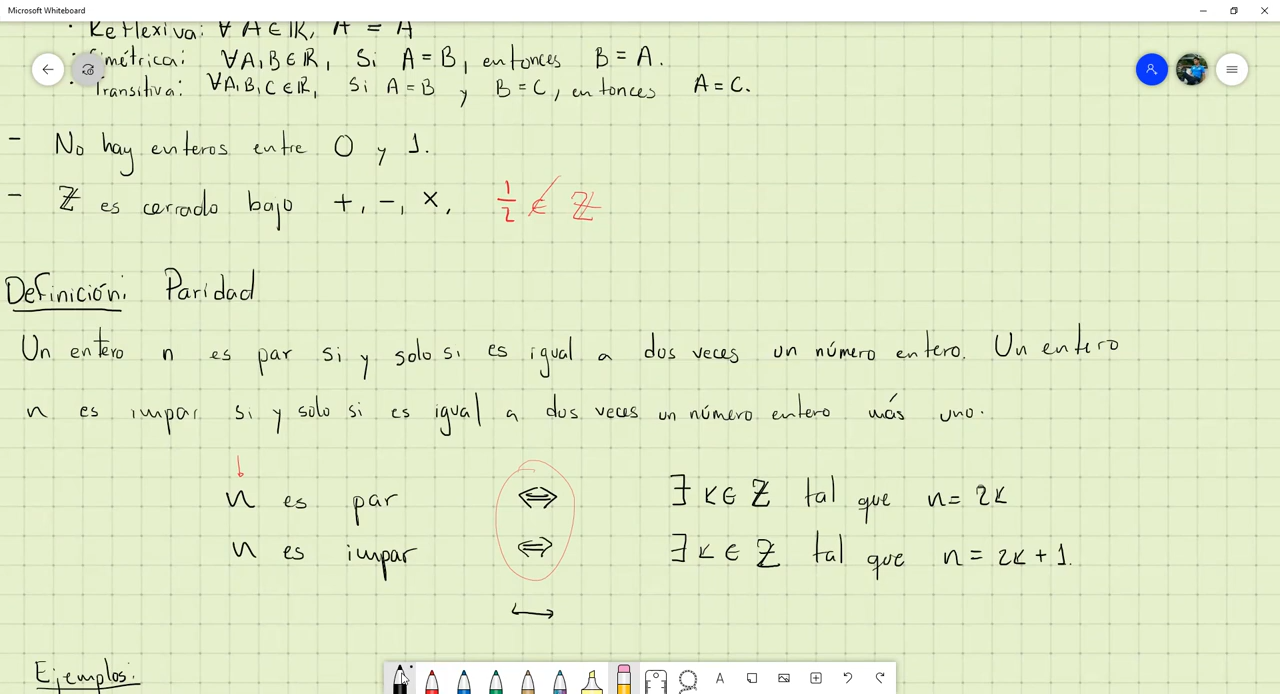 Microsoft Whiteboard
· Reflexiva: ∀ A ∈ ℝ, A = A
· Simétrica: ∀A,B ∈ ℝ, Si A = B, entonces B = A.
· Transitiva: ∀A,B,C ∈ ℝ, Si A = B y B = C, entonces A = C.
- No hay enteros entre 0 y 1.
- ℤ es cerrado bajo +, -, ×, 1/2 ∉ ℤ
Definición: Paridad
Un entero n es par si y solo si es igual a dos veces un número entero. Un entero
n es impar si y solo si es igual a dos veces un número entero más uno.
n es par ⇔ ∃ k ∈ ℤ tal que n = 2k
n es impar ⇔ ∃ k ∈ ℤ tal que n = 2k + 1.
↔
Ejemplos:
A